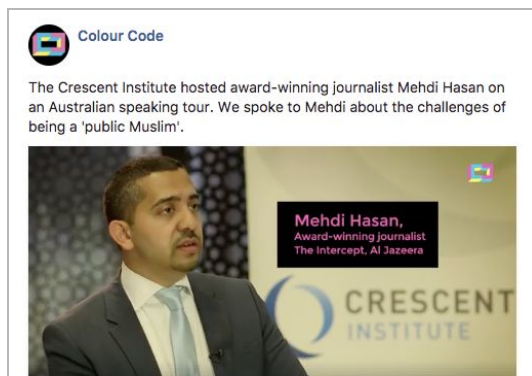 Colour Code
The Crescent Institute hosted award-winning journalist Mehdi Hasan on
an Australian speaking tour. We spoke to Mehdi about the challenges of
being a 'public Muslim'.
Mehdi Hasan,
Award-winning journalist
The Intercept, Al Jazeera
CRESCENT
INSTITUTE